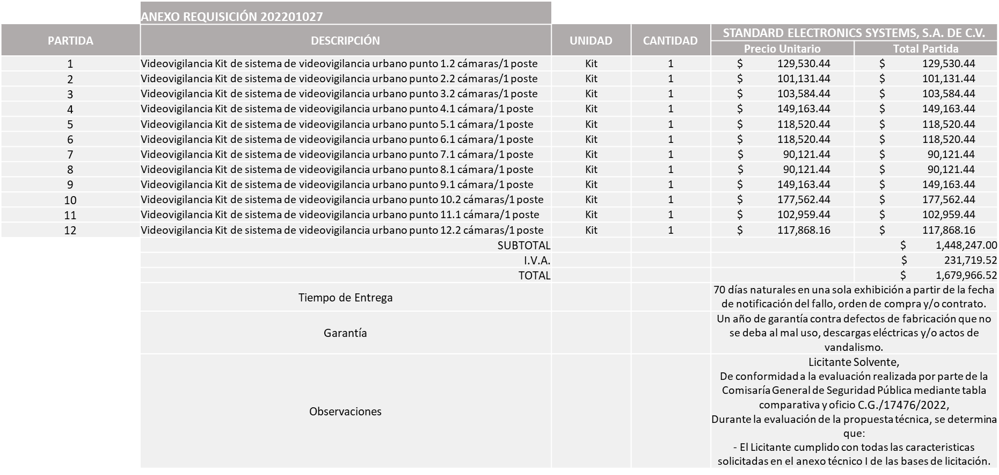 ANEXO REQUISICIÓN 202201027
PARTIDA DESCRIPCIÓN UNIDAD CANTIDAD STANDARD ELECTRONICS SYSTEMS, S.A. DE C.V.
Precio Unitario Total Partida
1 Videovigilancia Kit de sistema de videovigilancia urbano punto 1.2 cámaras/1 poste Kit 1 $ 129,530.44 $ 129,530.44
2 Videovigilancia Kit de sistema de videovigilancia urbano punto 2.2 cámaras/1 poste Kit 1 $ 101,131.44 $ 101,131.44
3 Videovigilancia Kit de sistema de videovigilancia urbano punto 3.2 cámaras/1 poste Kit 1 $ 103,584.44 $ 103,584.44
4 Videovigilancia Kit de sistema de videovigilancia urbano punto 4.1 cámara/1 poste Kit 1 $ 149,163.44 $ 149,163.44
5 Videovigilancia Kit de sistema de videovigilancia urbano punto 5.1 cámara/1 poste Kit 1 $ 118,520.44 $ 118,520.44
6 Videovigilancia Kit de sistema de videovigilancia urbano punto 6.1 cámara/1 poste Kit 1 $ 118,520.44 $ 118,520.44
7 Videovigilancia Kit de sistema de videovigilancia urbano punto 7.1 cámara/1 poste Kit 1 $ 90,121.44 $ 90,121.44
8 Videovigilancia Kit de sistema de videovigilancia urbano punto 8.1 cámara/1 poste Kit 1 $ 90,121.44 $ 90,121.44
9 Videovigilancia Kit de sistema de videovigilancia urbano punto 9.1 cámara/1 poste Kit 1 $ 149,163.44 $ 149,163.44
10 Videovigilancia Kit de sistema de videovigilancia urbano punto 10.2 cámaras/1 poste Kit 1 $ 177,562.44 $ 177,562.44
11 Videovigilancia Kit de sistema de videovigilancia urbano punto 11.1 cámara/1 poste Kit 1 $ 102,959.44 $ 102,959.44
12 Videovigilancia Kit de sistema de videovigilancia urbano punto 12.2 cámaras/1 poste Kit 1 $ 117,868.16 $ 117,868.16
SUBTOTAL $ 1,448,247.00
I.V.A. $ 231,719.52
TOTAL $ 1,679,966.52
Tiempo de Entrega
70 días naturales en una sola exhibición a partir de la fecha
de notificación del fallo, orden de compra y/o contrato.
Garantía
Un año de garantía contra defectos de fabricación que no
se deba al mal uso, descargas eléctricas y/o actos de
vandalismo.
Observaciones
Licitante Solvente,
De conformidad a la evaluación realizada por parte de la
Comisaría General de Seguridad Pública mediante tabla
comparativa y oficio C.G./17476/2022,
Durante la evaluación de la propuesta técnica, se determina
que:
- El Licitante cumplido con todas las caracteristicas
solicitadas en el anexo técnico I de las bases de licitación.